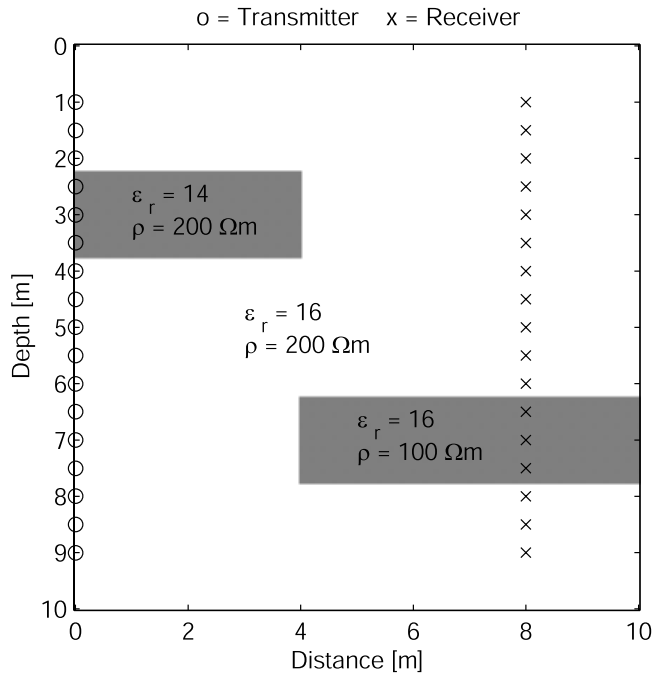 o = Transmitter x = Receiver
0
1
2
3
4
5
6
7
8
9
10
Depth [m]
ε r = 14
ρ = 200 Ωm
ε r = 16
ρ = 200 Ωm
ε r = 16
ρ = 100 Ωm
0 2 4 6 8 10
Distance [m]